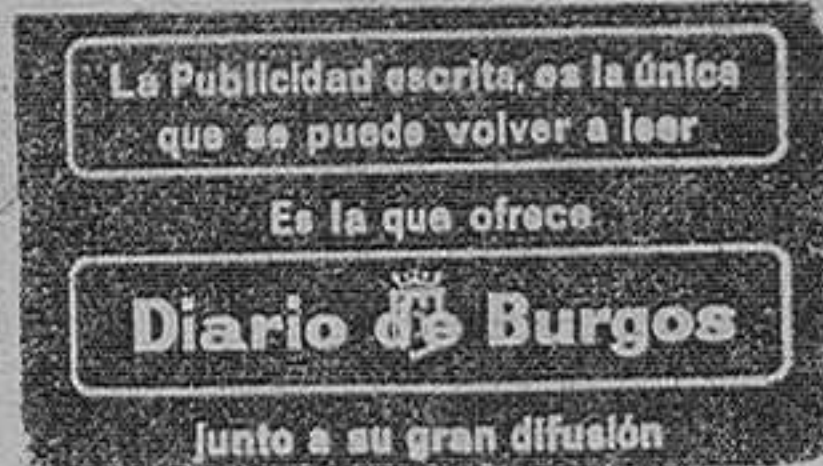 La Publicidad escrita, es la única
que se puede volver a leer
Es la que ofrece
Diario de Burgos
junto a su gran difusión